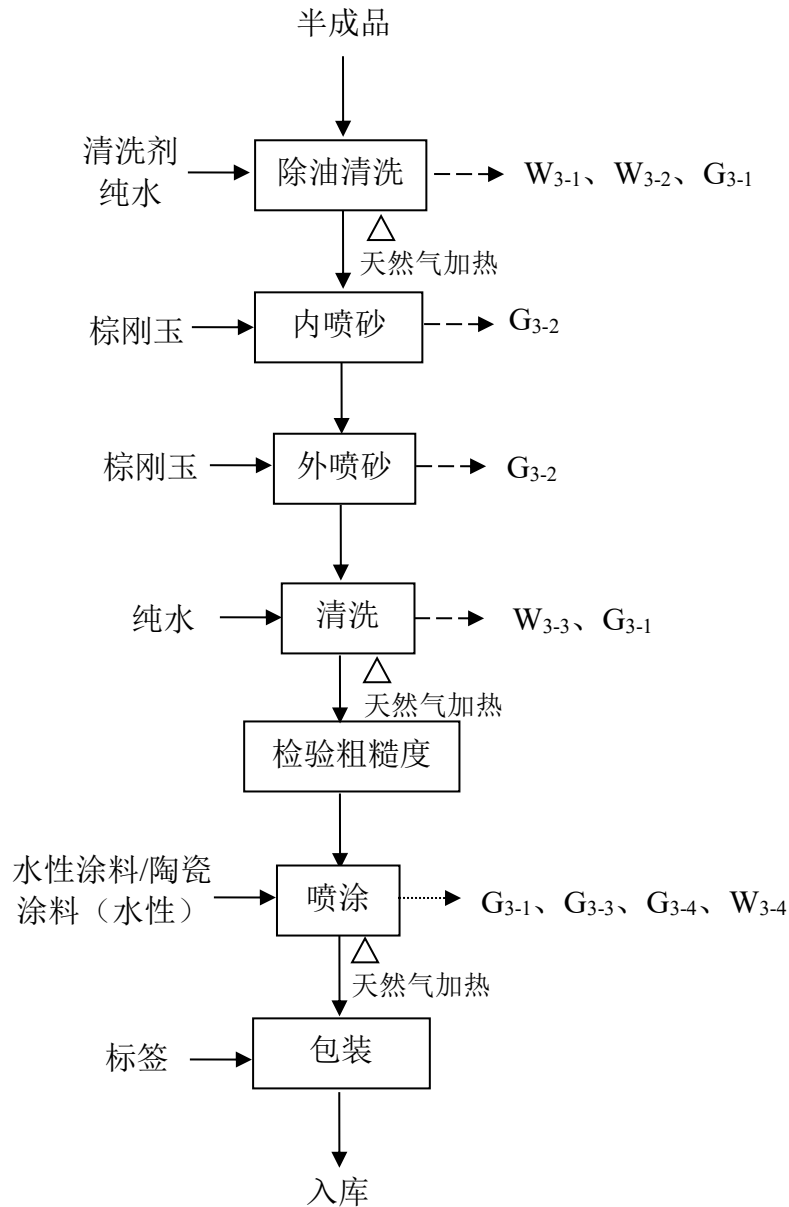 半成品
清洗剂
纯水
除油清洗
W3-1、W3-2、G3-1
天然气加热
棕刚玉
内喷砂
G3-2
棕刚玉
外喷砂
G3-2
纯水
清洗
W3-3、G3-1
天然气加热
检验粗糙度
水性涂料/陶瓷
涂料（水性）
喷涂
G3-1、G3-3、G3-4、W3-4
天然气加热
标签
包装
入库